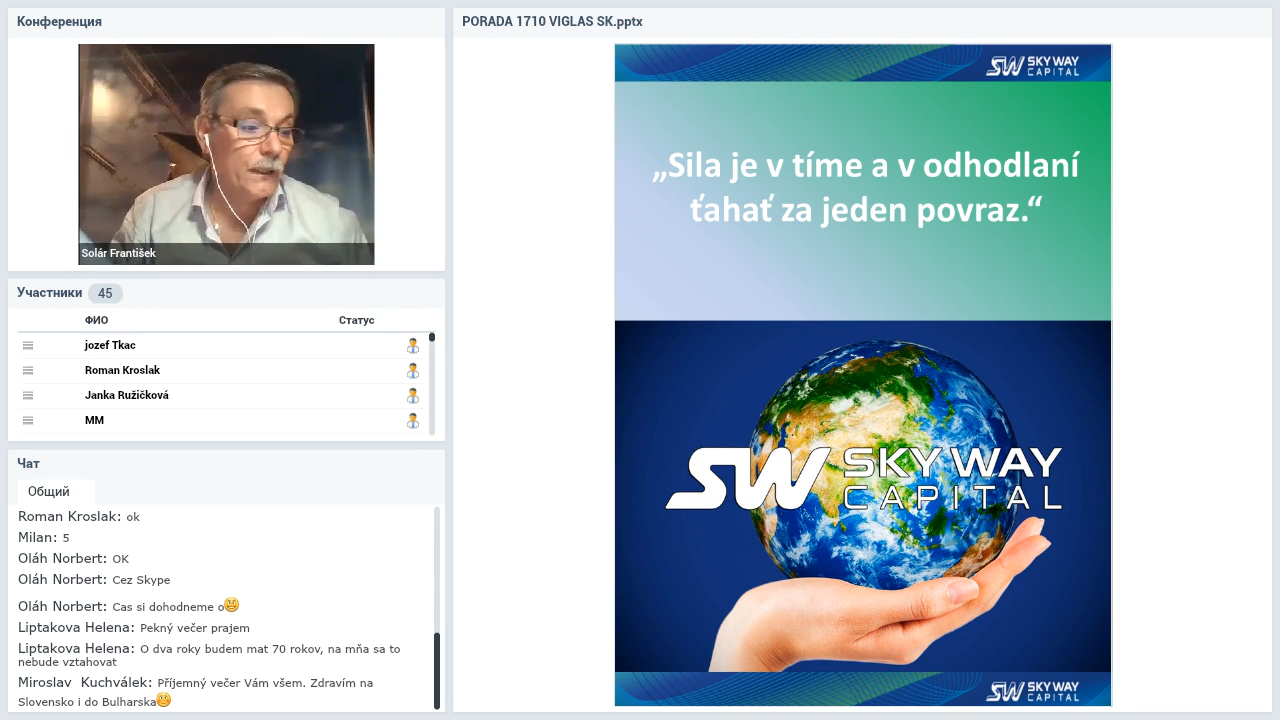 Конференция
Solár František
Участники 45
ФИО Статус
jozef Tkac
Roman Kroslak
Janka Ružičková
MM
Чат
Общий
Roman Kroslak: ok
Milan: 5
Oláh Norbert: OK
Oláh Norbert: Cez Skype
Oláh Norbert: Cas si dohodneme o
Liptakova Helena: Pekný večer prajem
Liptakova Helena: O dva roky budem mat 70 rokov, na mňa sa to
nebude vztahovat
Miroslav Kuchválek: Příjemný večer Vám všem. Zdravím na
Slovensko i do Bulharska
PORADA 1710 VIGLAS SK.pptx
SW SKY WAY
CAPITAL
„Sila je v tíme a v odhodlaní
ťahať za jeden povraz.“
SW SKY WAY
CAPITAL
SW SKY WAY
CAPITAL